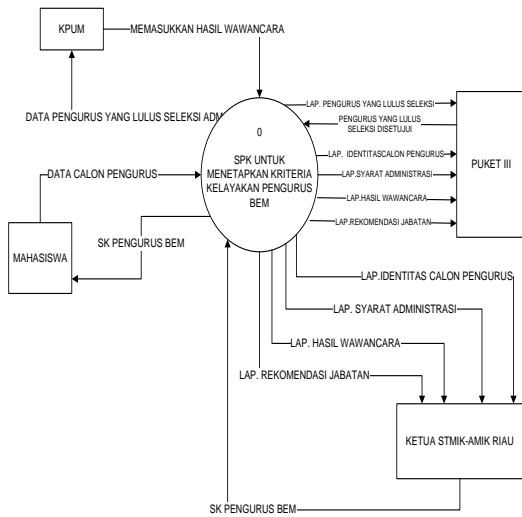 KPUM
MEMASUKKAN HASIL WAWANCARA
DATA PENGURUS YANG LULUS SELEKSI ADM
LAP. PENGURUS YANG LULUS SELEKSI
PENGURUS YANG LULUS
SELEKSI DISETUJUI
0
SPK UNTUK
MENETAPKAN KRITERIA
KELAYAKAN PENGURUS
BEM
LAP. IDENTITASCALON PENGURUS
LAP.SYARAT ADMINISTRASI
LAP.HASIL WAWANCARA
LAP.REKOMENDASI JABATAN
PUKET III
DATA CALON PENGURUS
MAHASISWA
SK PENGURUS BEM
LAP.IDENTITAS CALON PENGURUS
LAP. SYARAT ADMINISTRASI
LAP. HASIL WAWANCARA
LAP. REKOMENDASI JABATAN
KETUA STMIK-AMIK RIAU
SK PENGURUS BEM